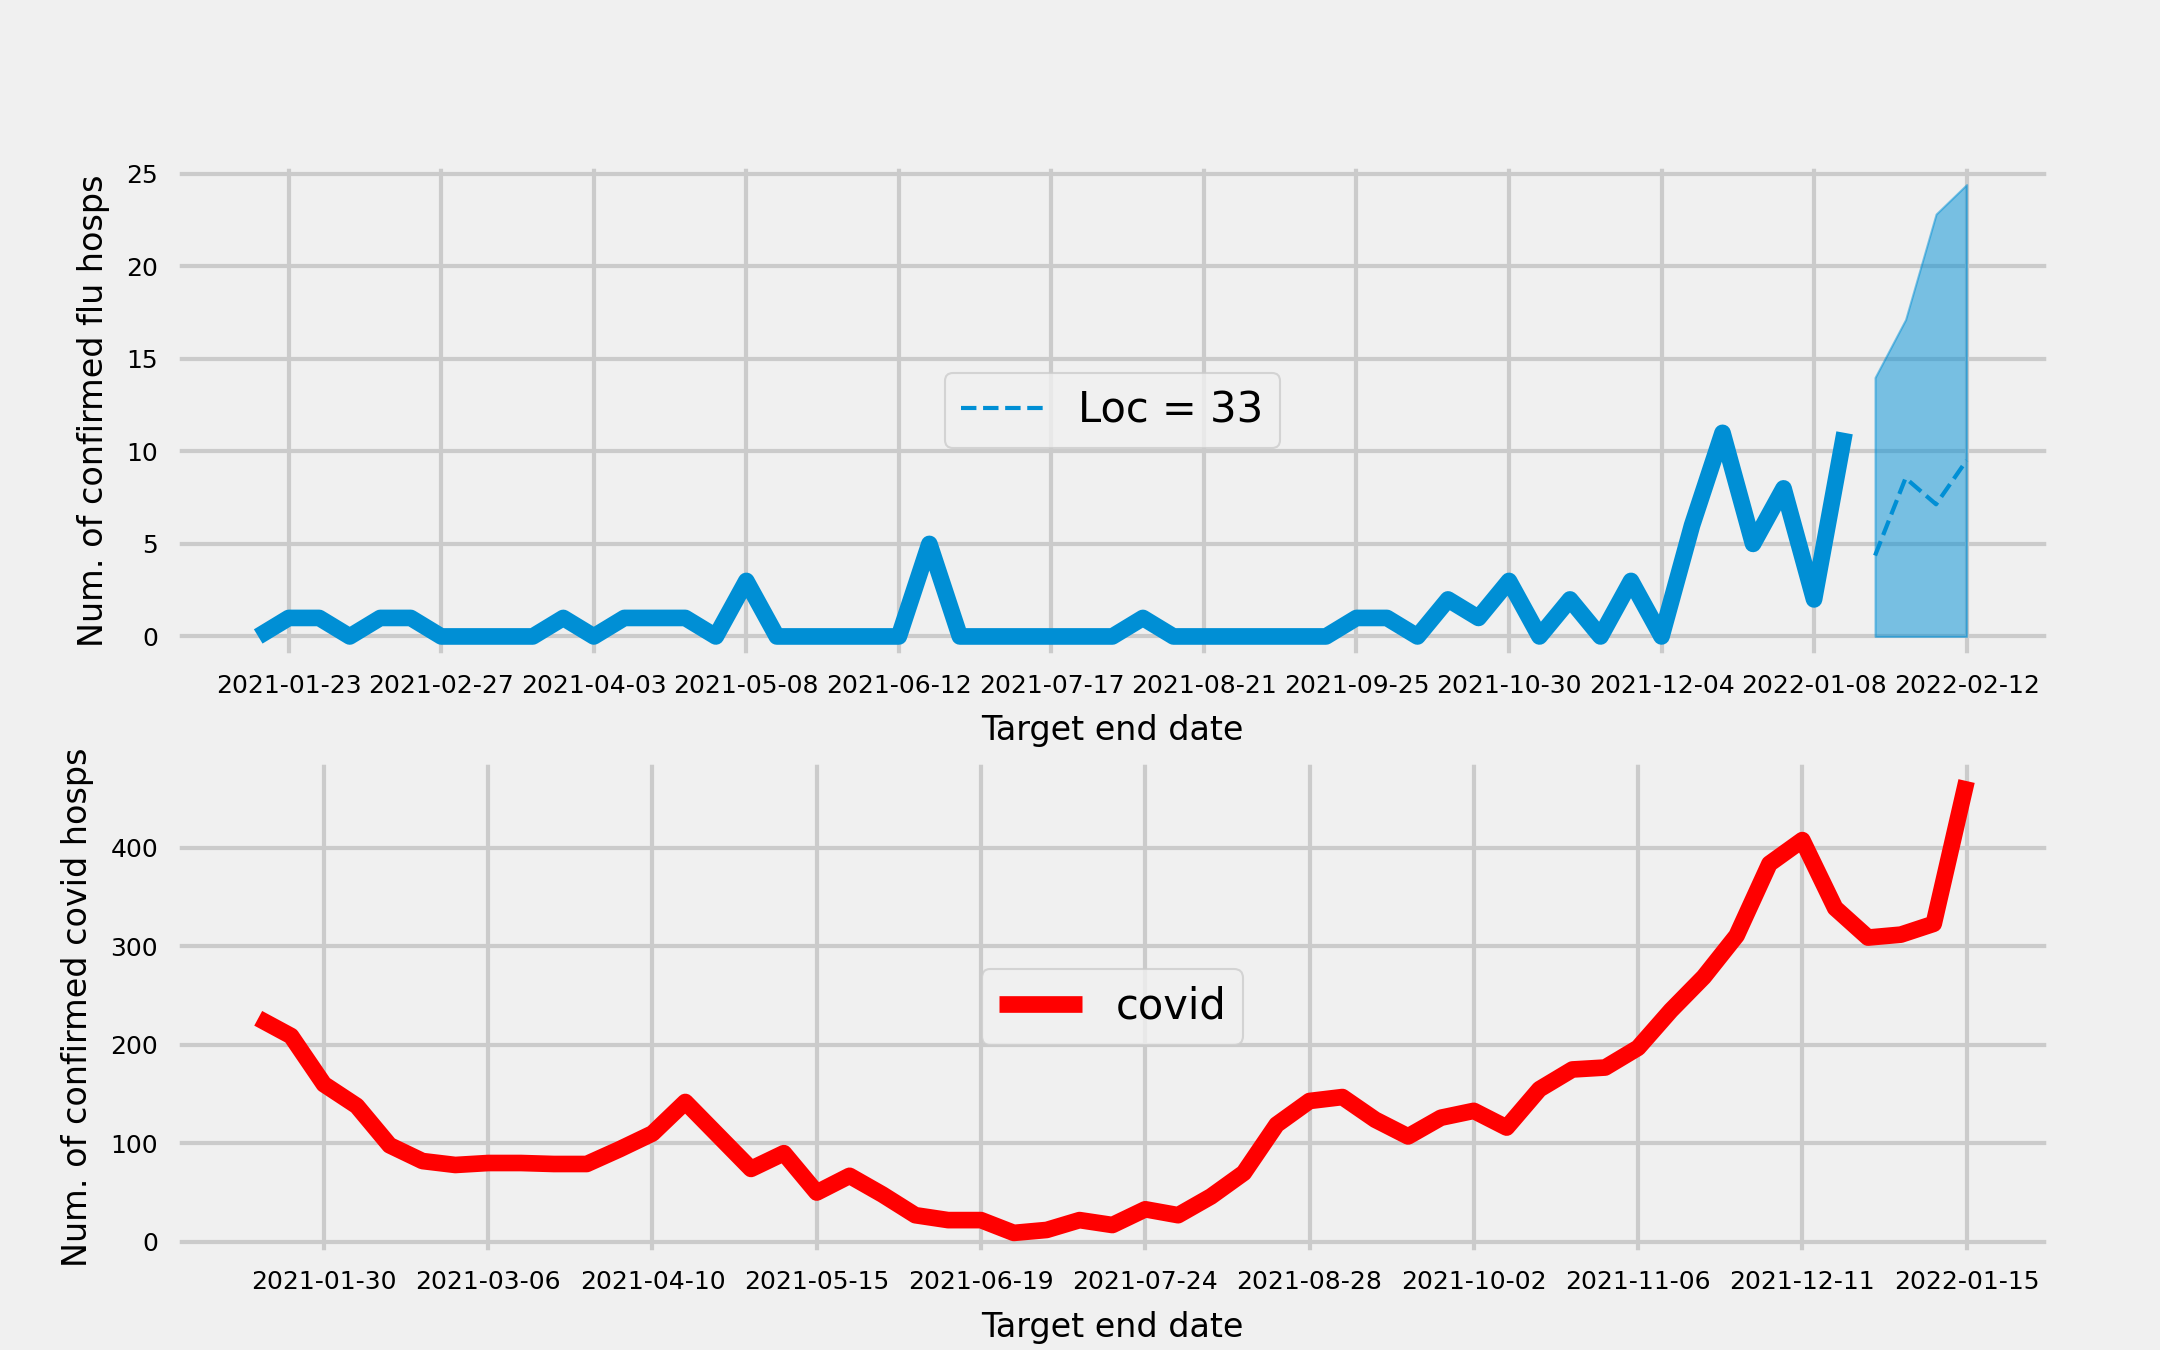 Num. of confirmed flu hosps
25
20
15
10
5
0
Loc = 33
2021-01-23 2021-02-27 2021-04-03 2021-05-08 2021-06-12 2021-07-17 2021-08-21 2021-09-25 2021-10-30 2021-12-04 2022-01-08 2022-02-12
Target end date
Num. of confirmed covid hosps
400
300
200
100
0
covid
2021-01-30 2021-03-06 2021-04-10 2021-05-15 2021-06-19 2021-07-24 2021-08-28 2021-10-02 2021-11-06 2021-12-11 2022-01-15
Target end date